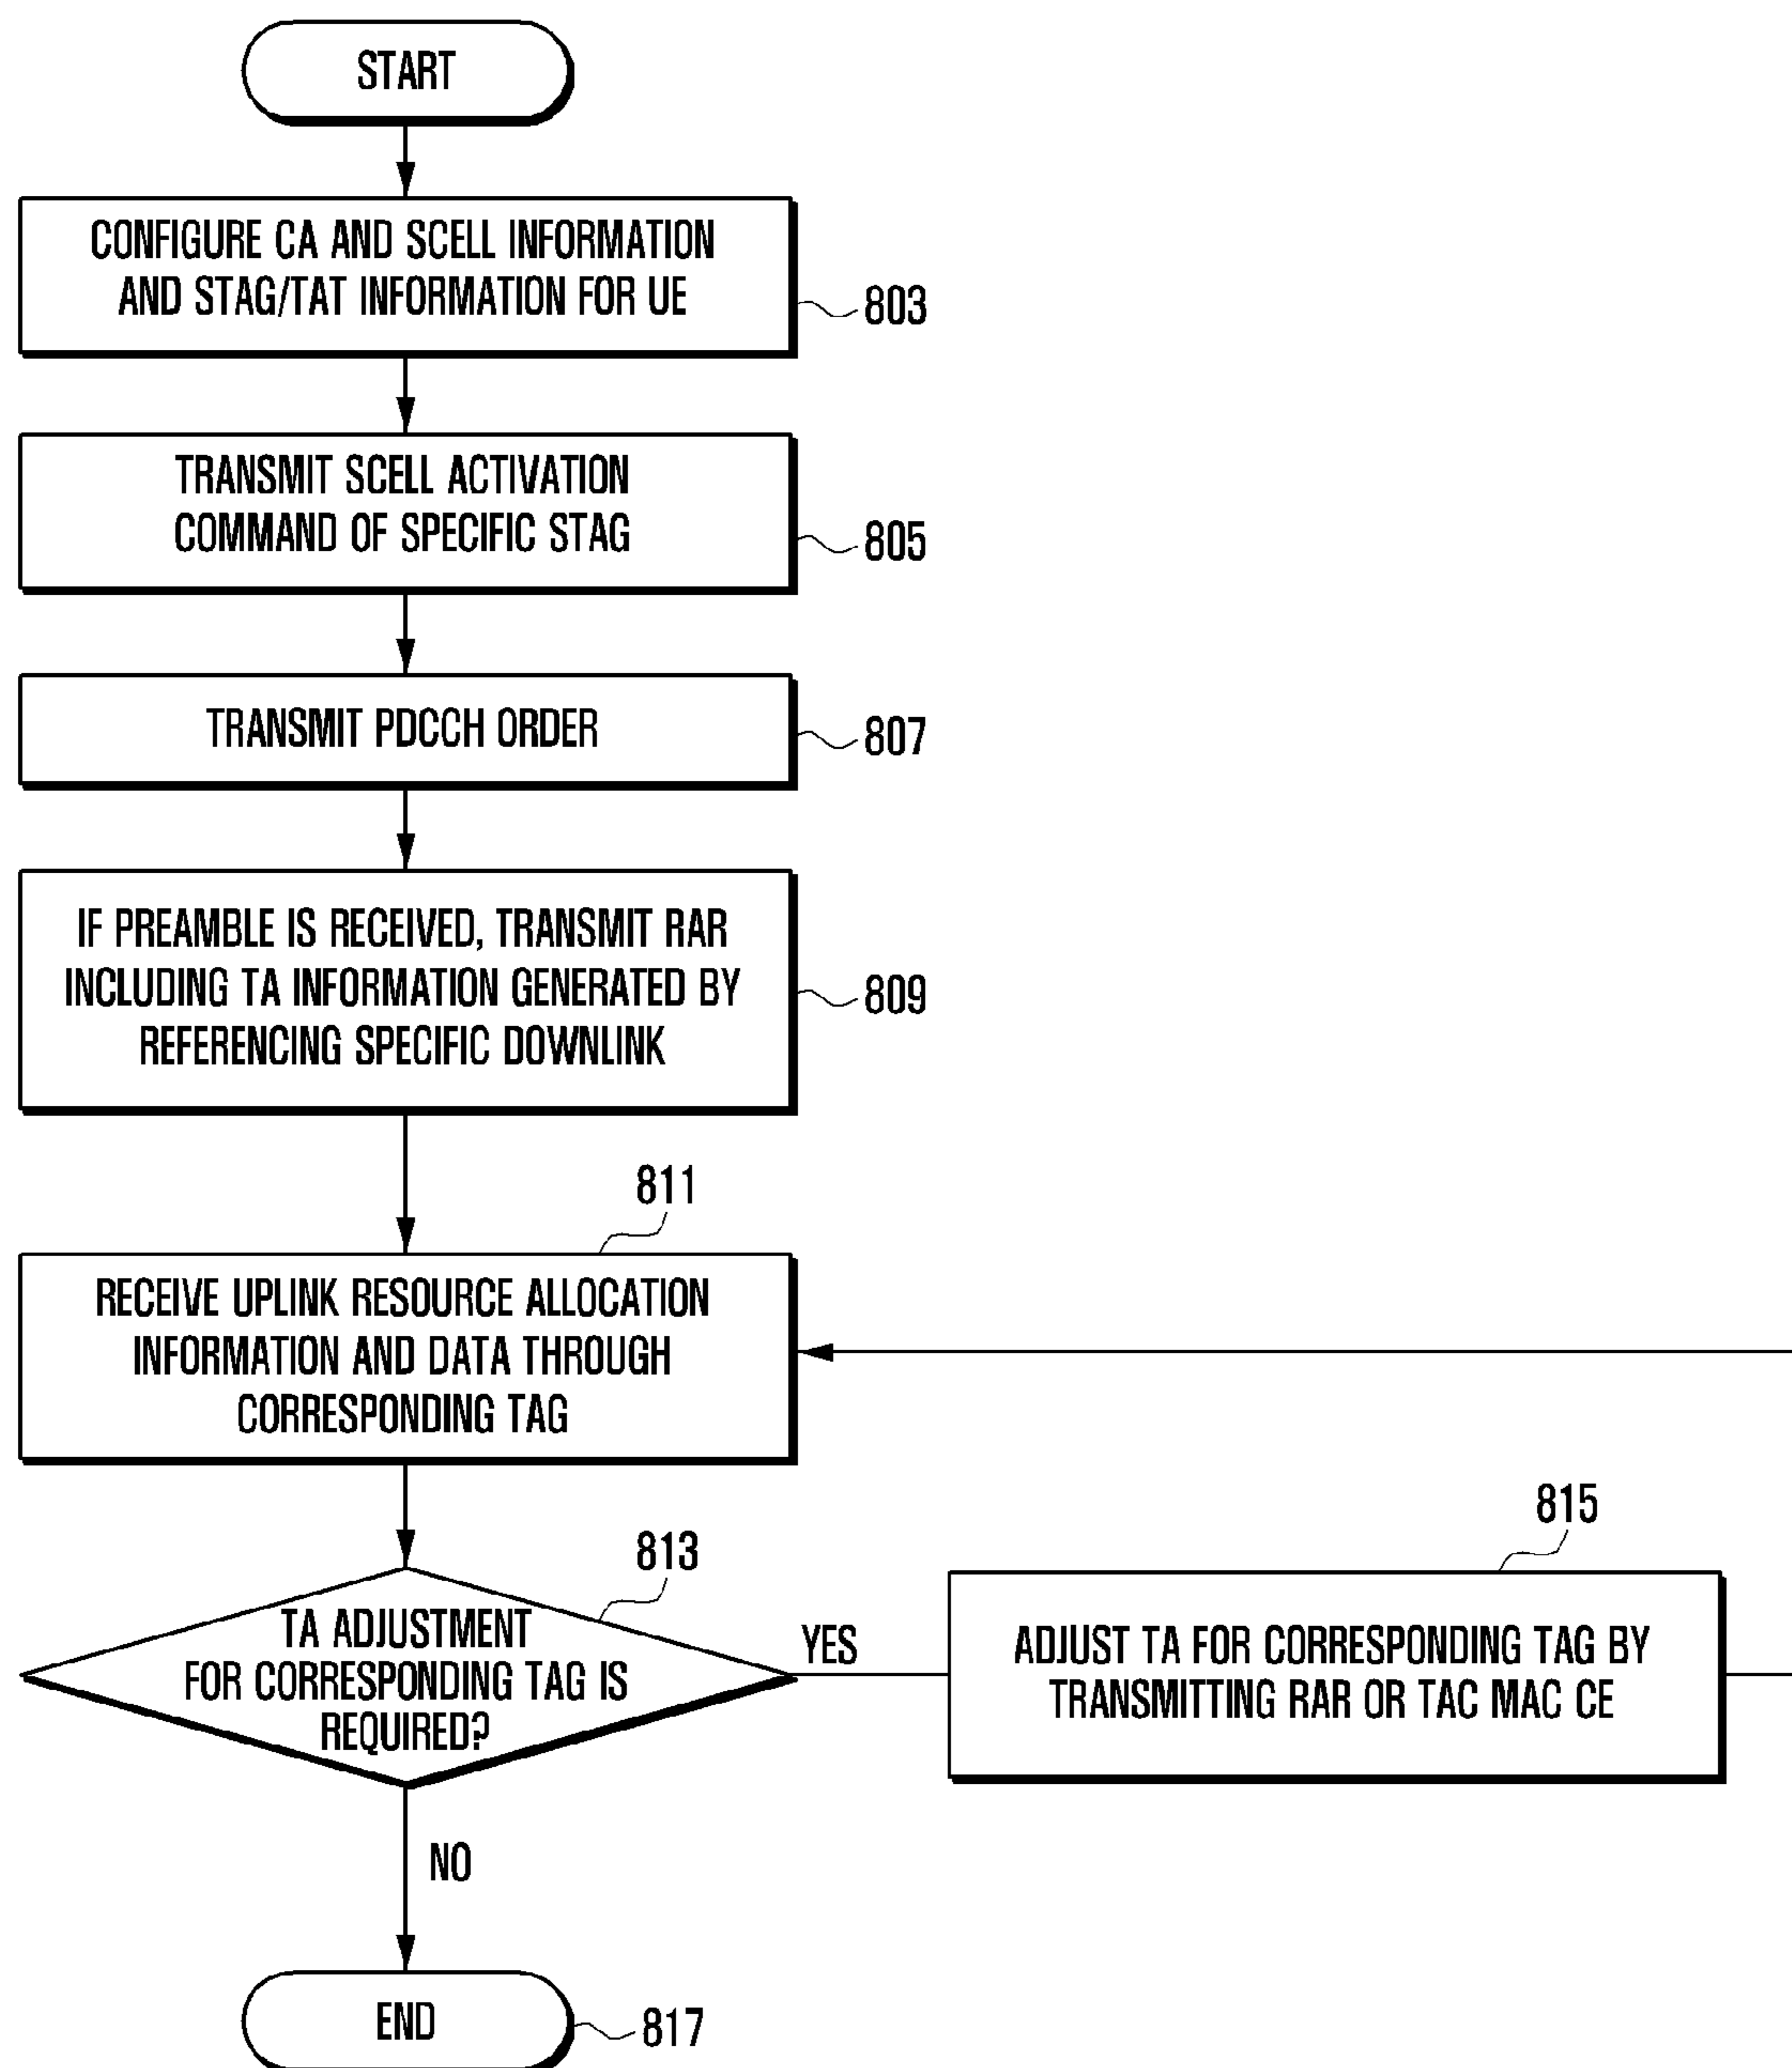 START
CONFIGURE CA AND SCELL INFORMATION
AND STAG/TAT INFORMATION FOR UE
803
TRANSMIT SCELL ACTIVATION
COMMAND OF SPECIFIC STAG
805
TRANSMIT PDCCH ORDER
807
IF PREAMBLE IS RECEIVED, TRANSMIT RAR
INCLUDING TA INFORMATION GENERATED BY
REFERENCING SPECIFIC DOWNLINK
809
811
RECEIVE UPLINK RESOURCE ALLOCATION
INFORMATION AND DATA THROUGH
CORRESPONDING TAG
813
TA ADJUSTMENT
FOR CORRESPONDING TAG IS
REQUIRED?
YES
815
ADJUST TA FOR CORRESPONDING TAG BY
TRANSMITTING RAR OR TAC MAC CE
NO
END
817